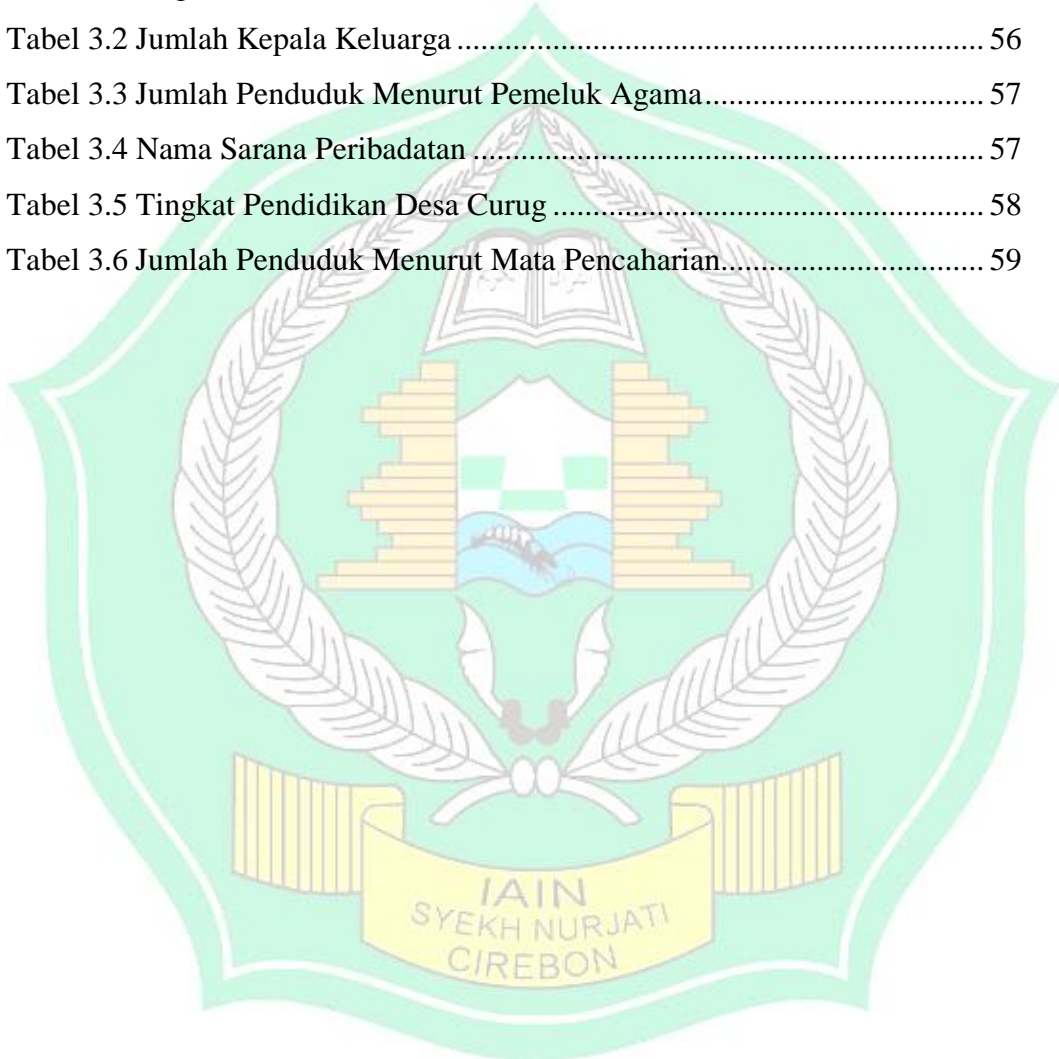 Tabel 3.2 Jumlah Kepala Keluarga .................................................................. 56
Tabel 3.3 Jumlah Penduduk Menurut Pemeluk Agama................................... 57
Tabel 3.4 Nama Sarana Peribadatan ................................................................ 57
Tabel 3.5 Tingkat Pendidikan Desa Curug ...................................................... 58
Tabel 3.6 Jumlah Penduduk Menurut Mata Pencaharian................................. 59
IAIN
SYEKH NURJATI
CIREBON